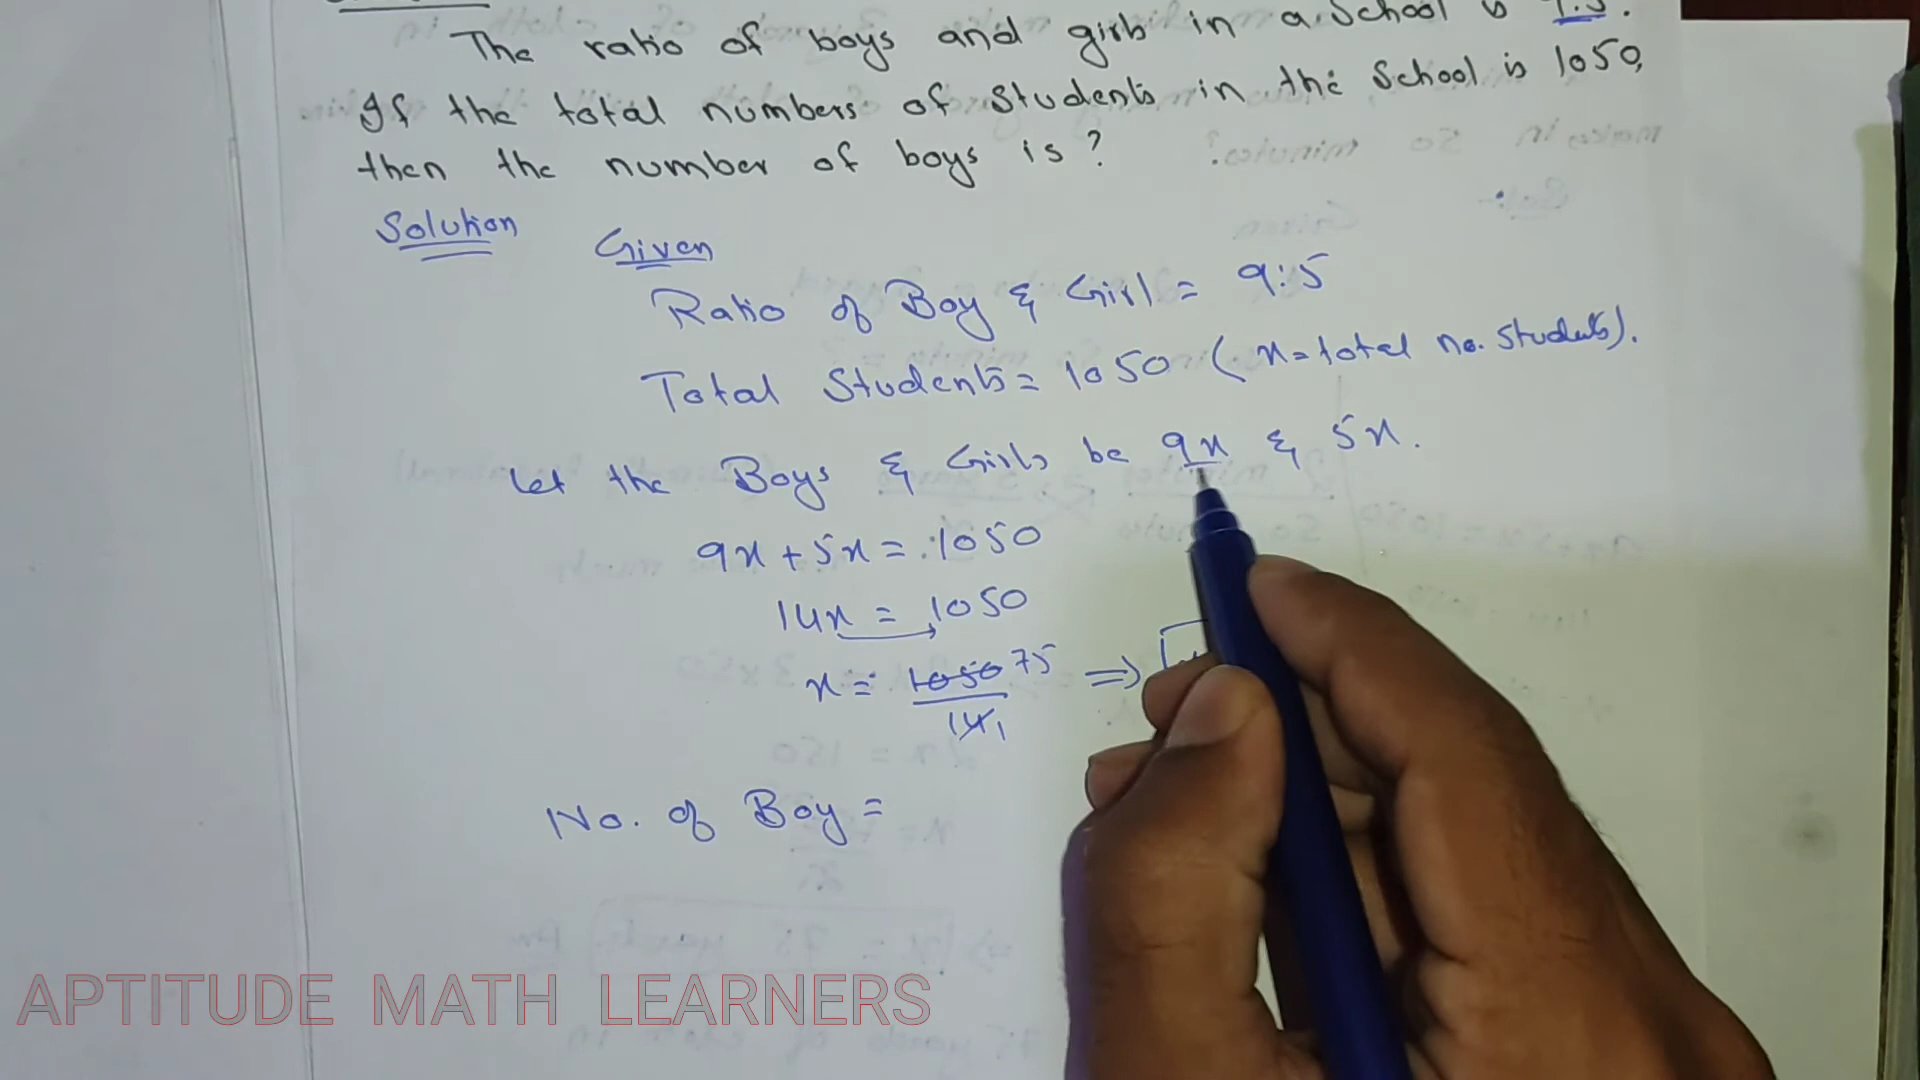 The ratio of boys and girls in a School is 9:5.
If the total numbers of Students in the School is 1050,
then the number of boys is?
Solution Given
Ratio of Boy & Girl = 9:5
Total Students = 1050 (x = total no. Students).
Let the Boys & Girls be 9x & 5x.
9x + 5x = 1050
14x = 1050
x = 1050 75 ⇒
14 1
No. of Boy =
APTITUDE MATH LEARNERS